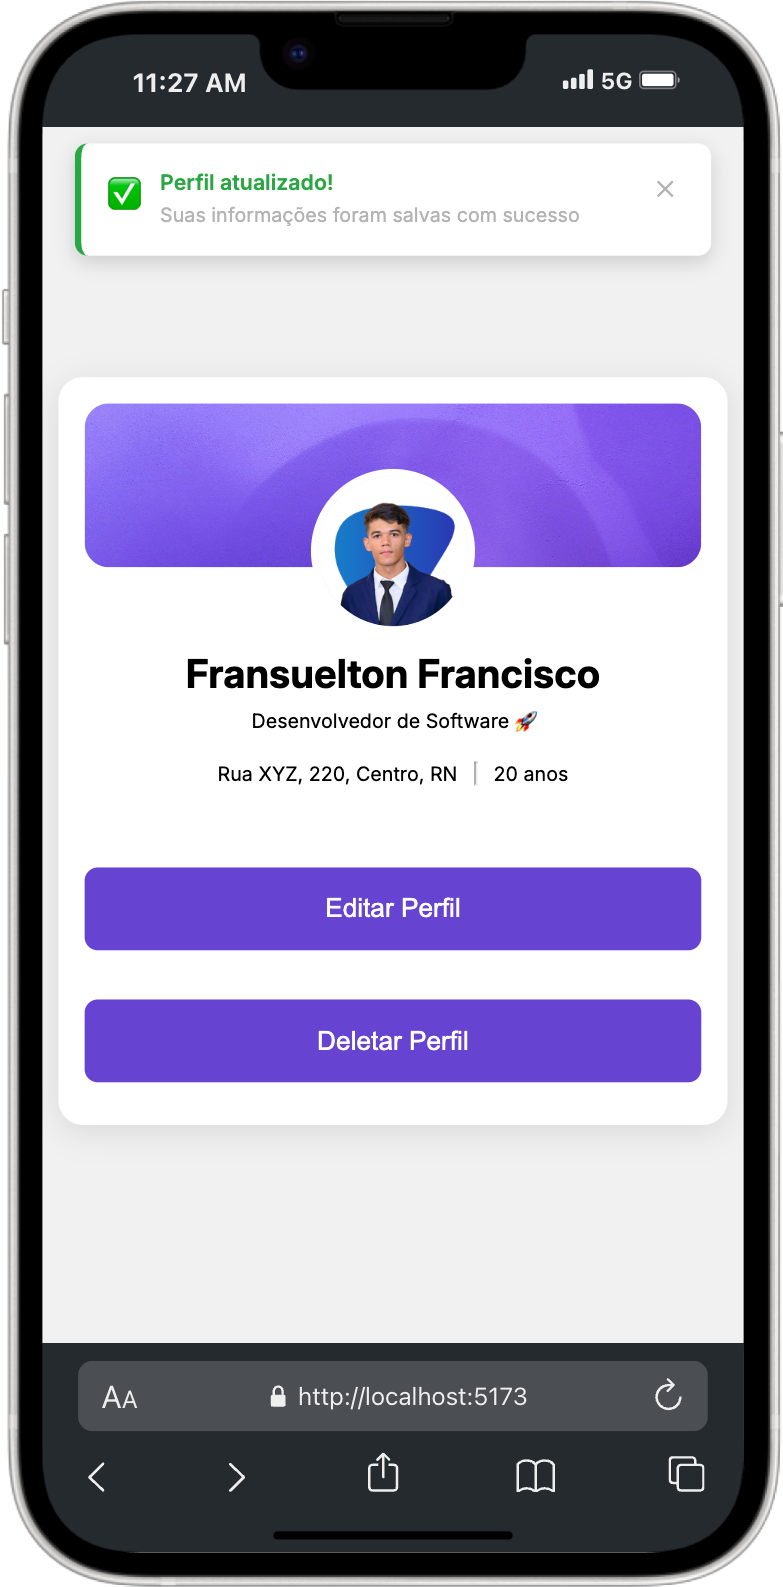 11:27 AM 5G
Perfil atualizado!
Suas informações foram salvas com sucesso
Fransuelton Francisco
Desenvolvedor de Software 🚀
Rua XYZ, 220, Centro, RN | 20 anos
Editar Perfil
Deletar Perfil
AA http://localhost:5173